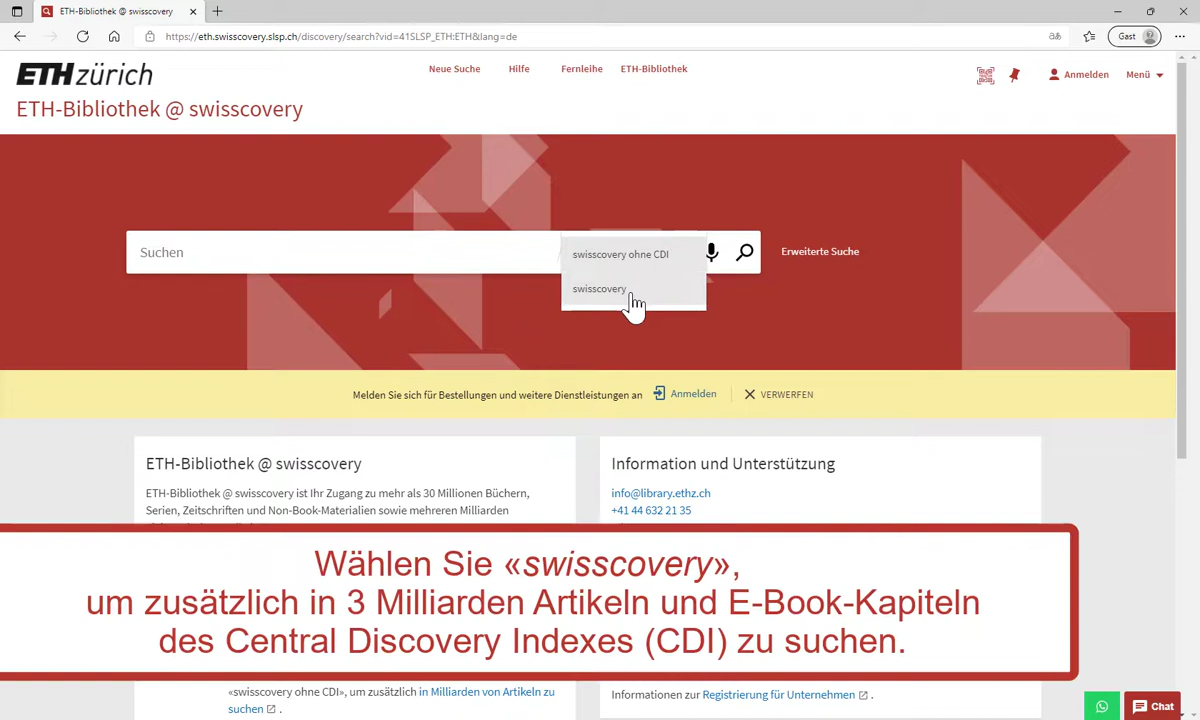 ETH-Bibliothek @ swisscovery
https://eth.swisscovery.slsp.ch/discovery/search?vid=41SLSP_ETH:ETH&lang=de
Gast
ETH zürich
Neue Suche
Hilfe
Fernleihe
ETH-Bibliothek
Anmelden
Menü
ETH-Bibliothek @ swisscovery
Suchen
swisscovery ohne CDI
swisscovery
Erweiterte Suche
Melden Sie sich für Bestellungen und weitere Dienstleistungen an
Anmelden
VERWERFEN
ETH-Bibliothek @ swisscovery
ETH-Bibliothek @ swisscovery ist Ihr Zugang zu mehr als 30 Millionen Büchern,
Serien, Zeitschriften und Non-Book-Materialien sowie mehreren Milliarden
Information und Unterstützung
info@library.ethz.ch
+41 44 632 21 35
Wählen Sie «swisscovery»,
um zusätzlich in 3 Milliarden Artikeln und E-Book-Kapiteln
des Central Discovery Indexes (CDI) zu suchen.
«swisscovery ohne CDI», um zusätzlich in Milliarden von Artikeln zu
suchen .
Informationen zur Registrierung für Unternehmen .
Chat